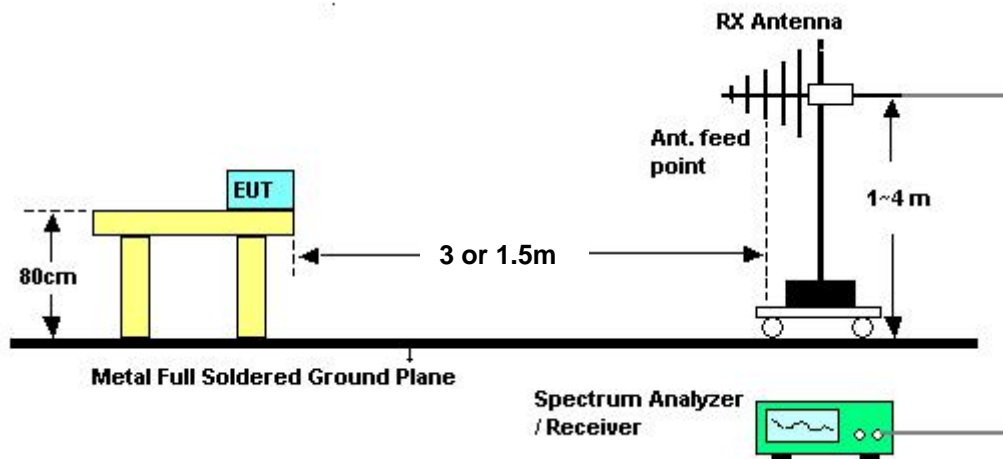 RX Antenna
Ant. feed
point
EUT
1~4 m
3 or 1.5m
80cm
Metal Full Soldered Ground Plane
Spectrum Analyzer
/ Receiver